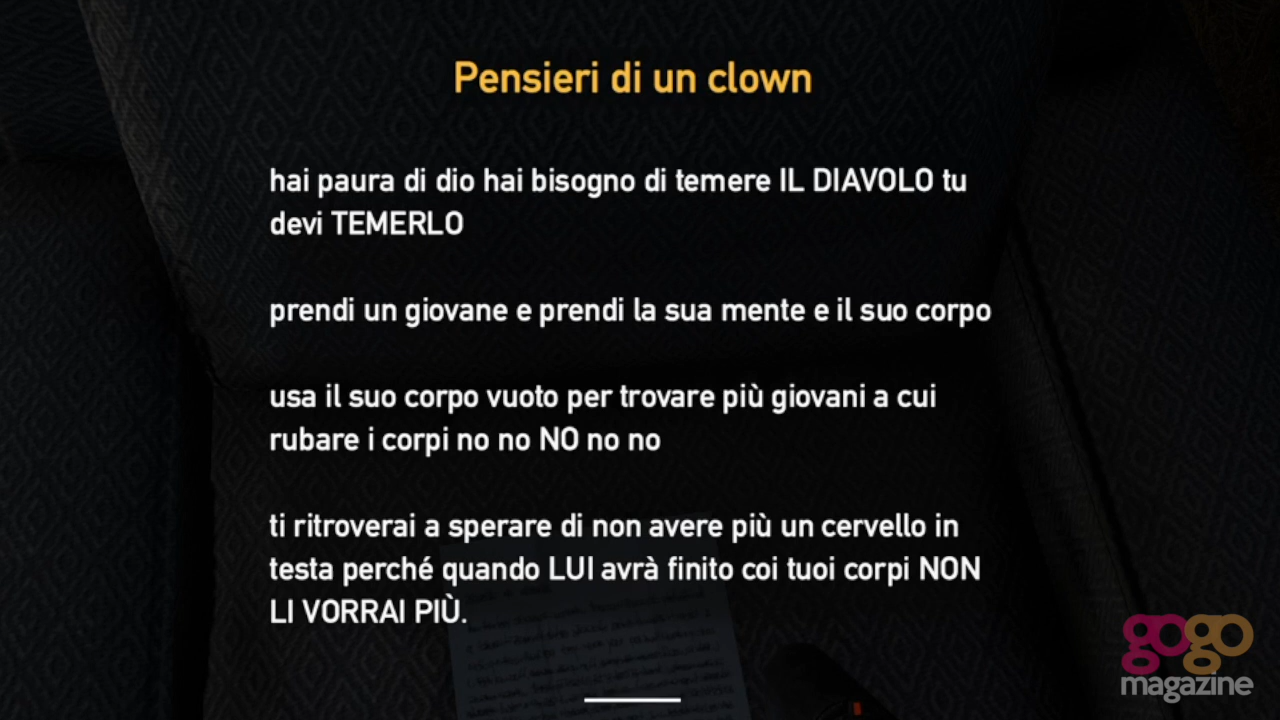 Pensieri di un clown
hai paura di dio hai bisogno di temere IL DIAVOLO tu
devi TEMERLO
prendi un giovane e prendi la sua mente e il suo corpo
usa il suo corpo vuoto per trovare più giovani a cui
rubare i corpi no no NO no no
ti ritroverai a sperare di non avere più un cervello in
testa perché quando LUI avrà finito coi tuoi corpi NON
LI VORRAI PIÙ.
gogo
magazine